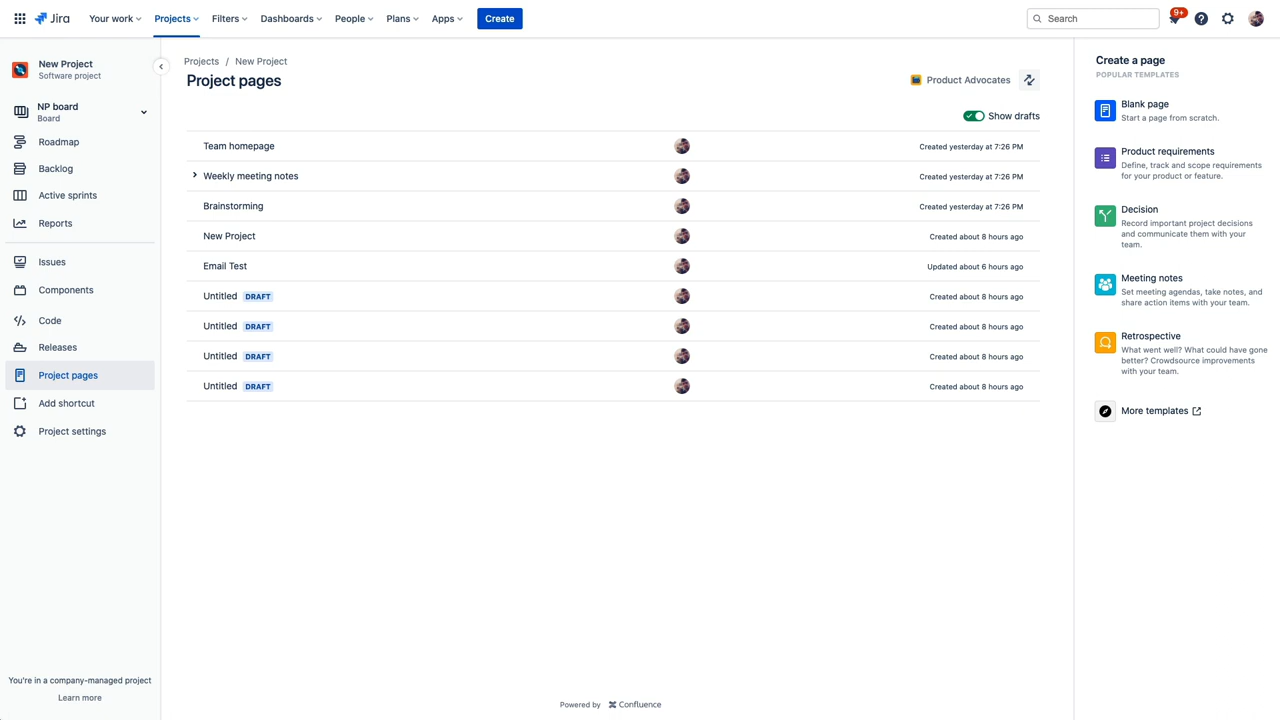 Jira Your work Projects Filters Dashboards People Plans Apps Create Search 9+
New Project
Software project
NP board
Board
Roadmap
Backlog
Active sprints
Reports
Issues
Components
Code
Releases
Project pages
Add shortcut
Project settings
You're in a company-managed project
Learn more
Projects / New Project
Project pages
Product Advocates
Show drafts
Team homepage Created yesterday at 7:26 PM
Weekly meeting notes Created yesterday at 7:26 PM
Brainstorming Created yesterday at 7:26 PM
New Project Created about 8 hours ago
Email Test Updated about 6 hours ago
Untitled DRAFT Created about 8 hours ago
Untitled DRAFT Created about 8 hours ago
Untitled DRAFT Created about 8 hours ago
Untitled DRAFT Created about 8 hours ago
Powered by Confluence
Create a page
POPULAR TEMPLATES
Blank page
Start a page from scratch.
Product requirements
Define, track and scope requirements
for your product or feature.
Decision
Record important project decisions
and communicate them with your
team.
Meeting notes
Set meeting agendas, take notes, and
share action items with your team.
Retrospective
What went well? What could have gone
better? Crowdsource improvements
with your team.
More templates